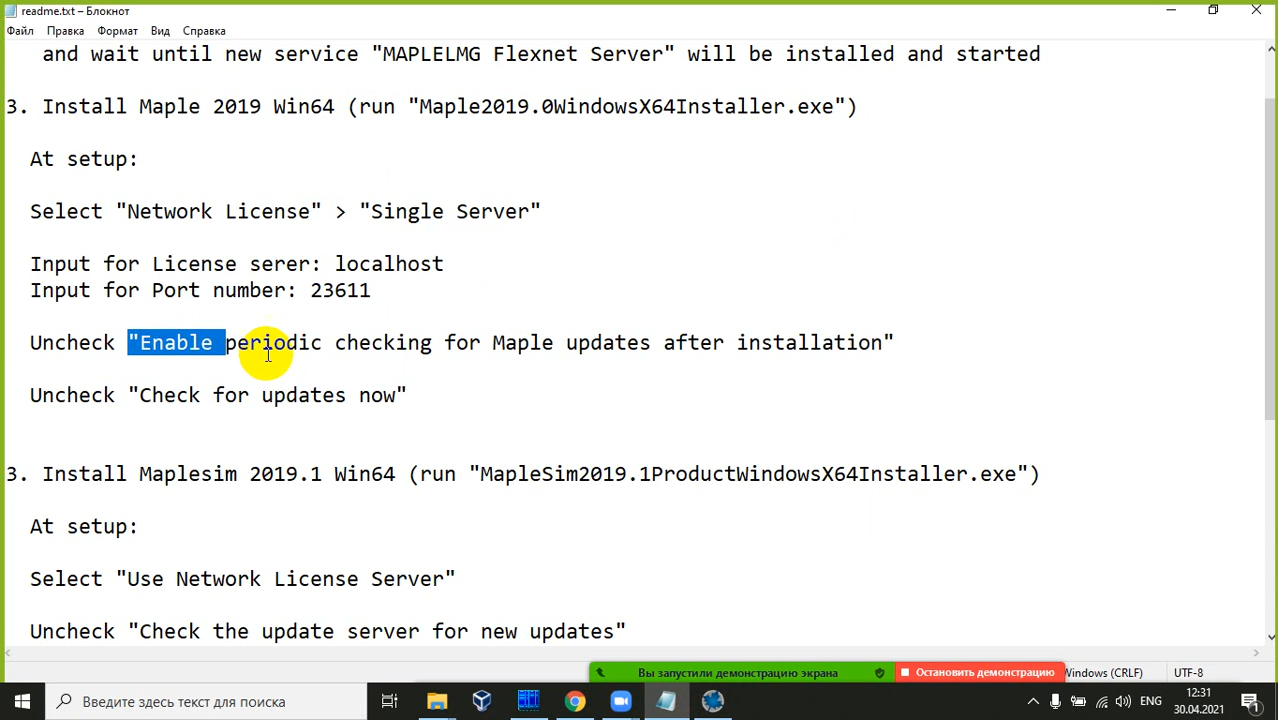 readme.txt – Блокнот
Файл Правка Формат Вид Справка
and wait until new service "MAPLELMG Flexnet Server" will be installed and started
3. Install Maple 2019 Win64 (run "Maple2019.0WindowsX64Installer.exe")
At setup:
Select "Network License" > "Single Server"
Input for License serer: localhost
Input for Port number: 23611
Uncheck "Enable periodic checking for Maple updates after installation"
Uncheck "Check for updates now"
3. Install Maplesim 2019.1 Win64 (run "MapleSim2019.1ProductWindowsX64Installer.exe")
At setup:
Select "Use Network License Server"
Uncheck "Check the update server for new updates"
Вы запустили демонстрацию экрана Остановить демонстрацию Windows (CRLF) UTF-8
Введите здесь текст для поиска ENG 12:31
30.04.2021
1